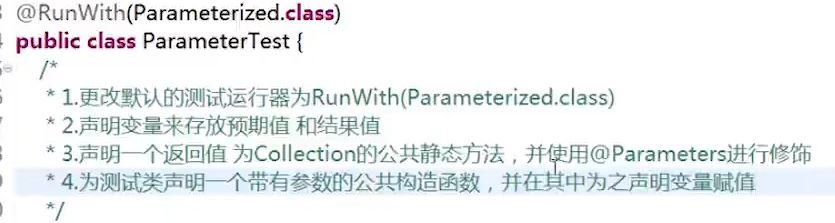 @RunWith(Parameterized.class)
public class ParameterTest {
/*
* 1.更改默认的测试运行器为RunWith(Parameterized.class)
* 2.声明变量来存放预期值 和结果值
* 3.声明一个返回值 为Collection的公共静态方法，并使用@Parameters进行修饰
* 4.为测试类声明一个带有参数的公共构造函数，并在其中为之声明变量赋值
*/